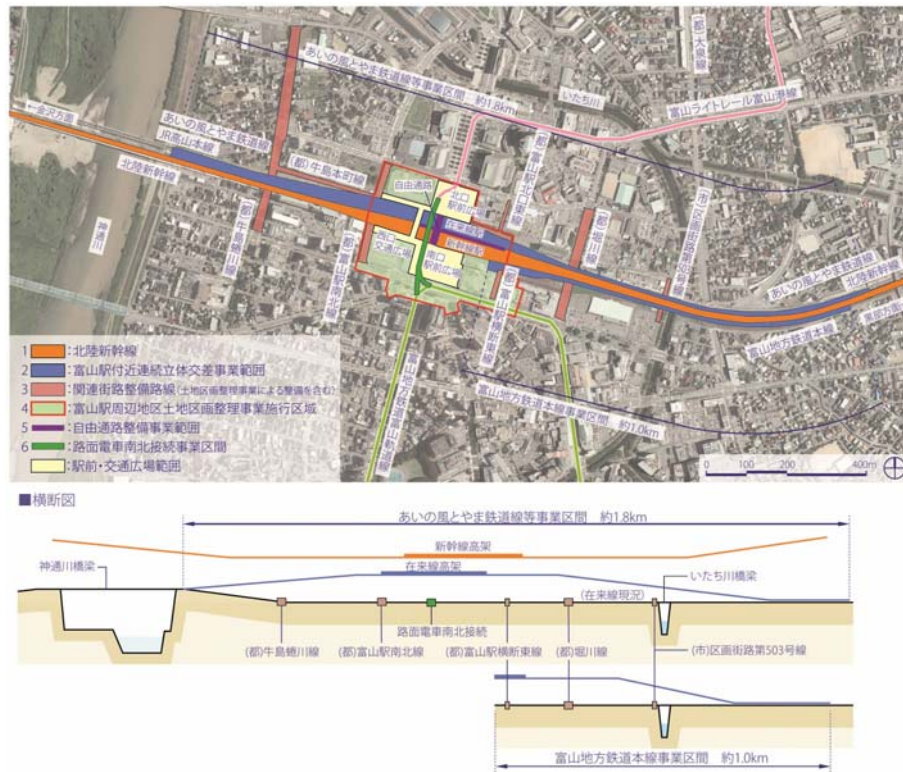 あいの風とやま鉄道線等事業区間 約1.8km
いたち川
(都)大泉線
富山ライトレール富山港線
←金沢方面
あいの風とやま鉄道線
JR高山本線
北陸新幹線
(都)牛島本町線
自由通路
北口
駅前広場
(都)富山駅北口東線
在来線駅
新幹線駅
西口
交通広場
南口
駅前広場
(都)堀川線
(市)区画街路第503号線
神通川
(都)牛島蜷川線
(都)富山駅南北線
(都)富山駅横断東線
あいの風とやま鉄道線
北陸新幹線
黒部方面
富山地方鉄道本線
富山地方鉄道富山軌道線
富山地方鉄道本線事業区間 約1.0km
1 :北陸新幹線
2 :富山駅付近連続立体交差事業範囲
3 :関連街路整備路線(土地区画整理事業による整備を含む)
4 :富山駅周辺地区土地区画整理事業施行区域
5 :自由通路整備事業範囲
6 :路面電車南北接続事業区間
:駅前・交通広場範囲
0 100 200 400m
■横断図
あいの風とやま鉄道線等事業区間 約1.8km
新幹線高架
神通川橋梁
在来線高架
いたち川橋梁
(在来線現況)
路面電車南北接続
(都)牛島蜷川線
(都)富山駅南北線
(都)富山駅横断東線
(都)堀川線
(市)区画街路第503号線
富山地方鉄道本線事業区間 約1.0km